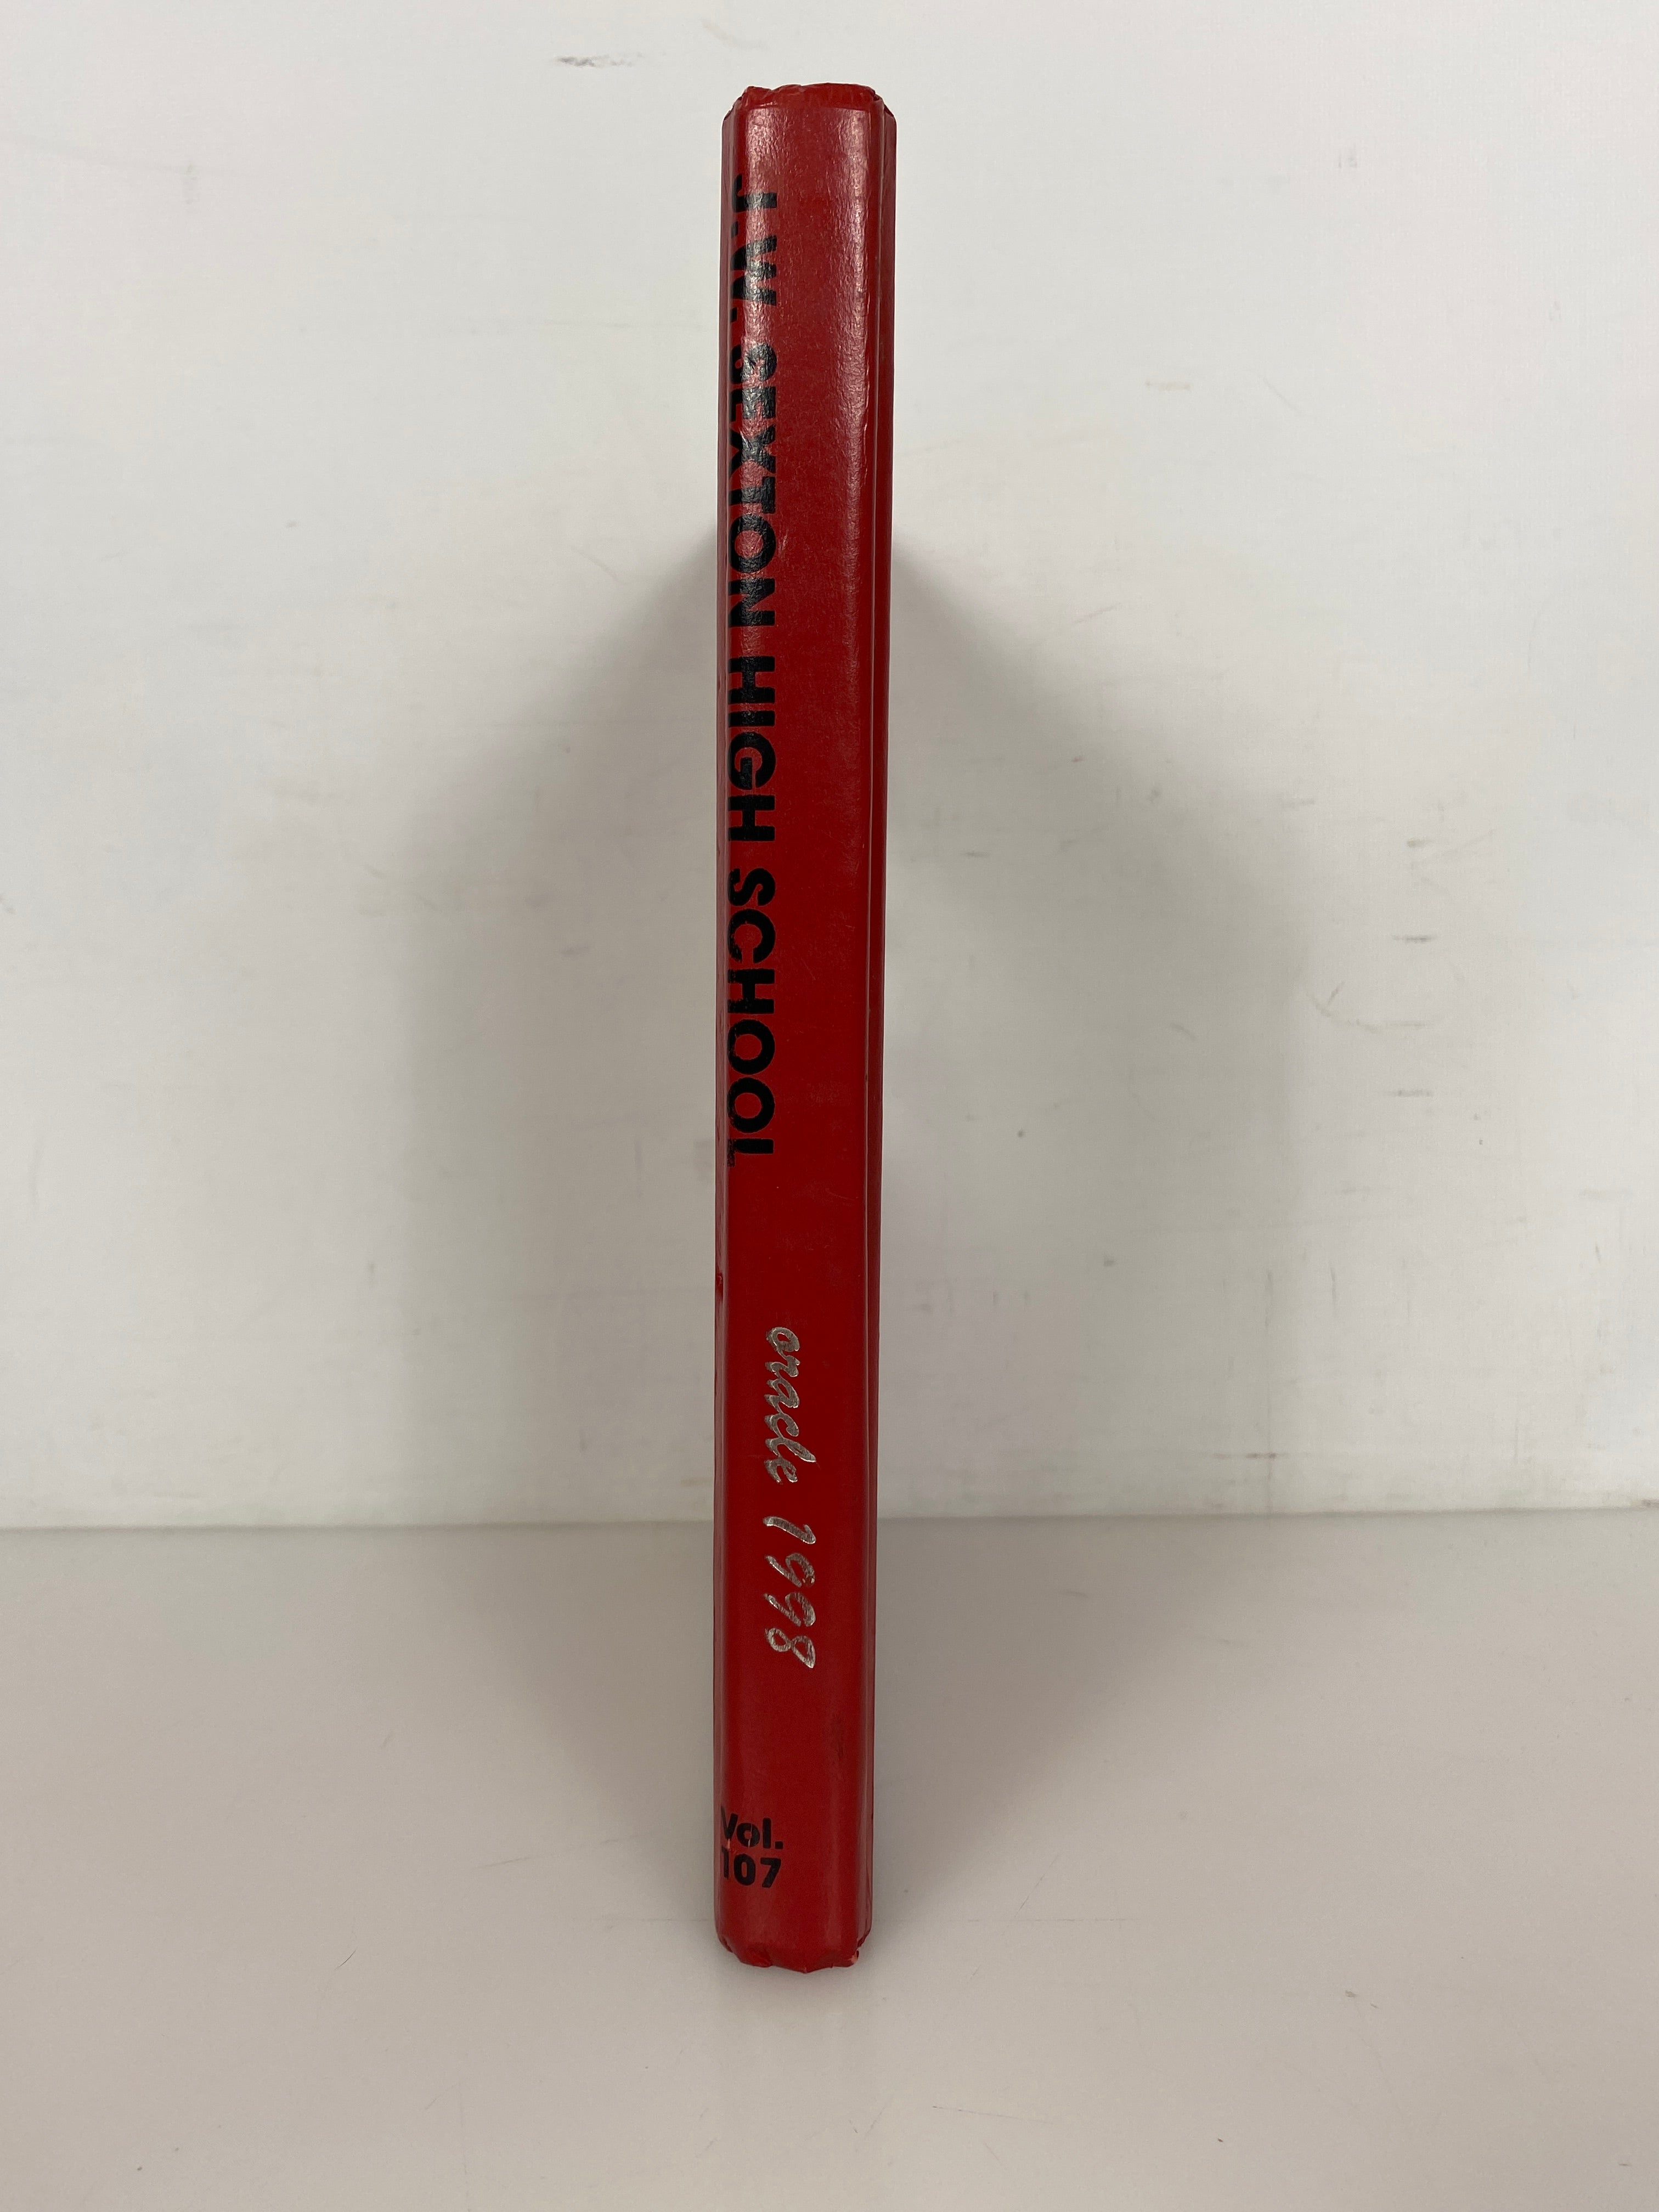 J.W. SEXTON HIGH SCHOOL
oracle 1998
Vol.
107